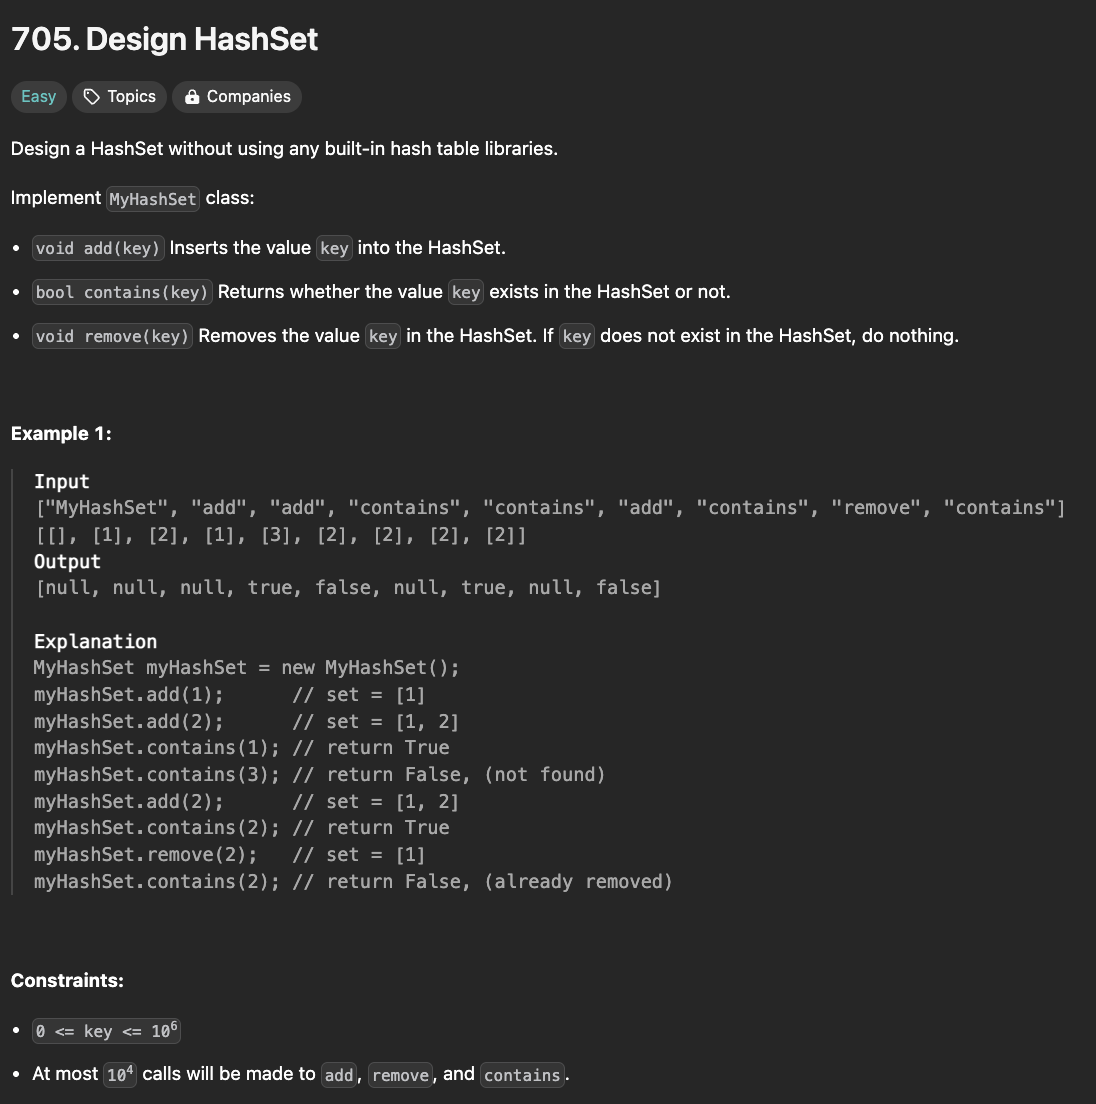 705. Design HashSet
Easy Topics Companies
Design a HashSet without using any built-in hash table libraries.
Implement MyHashSet class:
• void add(key) Inserts the value key into the HashSet.
• bool contains(key) Returns whether the value key exists in the HashSet or not.
• void remove(key) Removes the value key in the HashSet. If key does not exist in the HashSet, do nothing.
Example 1:
Input
["MyHashSet", "add", "add", "contains", "contains", "add", "contains", "remove", "contains"]
[[], [1], [2], [1], [3], [2], [2], [2], [2]]
Output
[null, null, null, true, false, null, true, null, false]
Explanation
MyHashSet myHashSet = new MyHashSet();
myHashSet.add(1);      // set = [1]
myHashSet.add(2);      // set = [1, 2]
myHashSet.contains(1); // return True
myHashSet.contains(3); // return False, (not found)
myHashSet.add(2);      // set = [1, 2]
myHashSet.contains(2); // return True
myHashSet.remove(2);   // set = [1]
myHashSet.contains(2); // return False, (already removed)
Constraints:
• 0 <= key <= 10⁶
• At most 10⁴ calls will be made to add, remove, and contains.